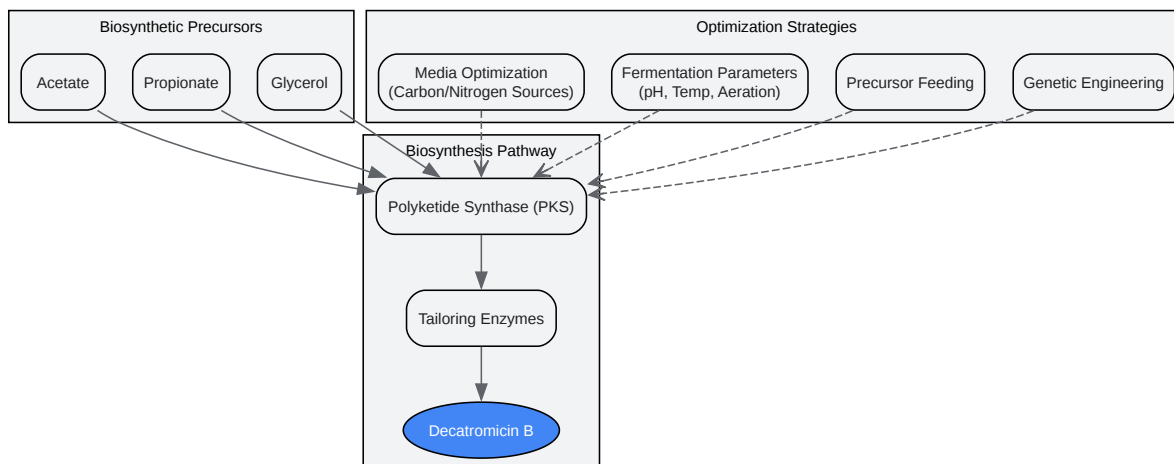 Biosynthetic Precursors
Optimization Strategies
Acetate
Propionate
Glycerol
Media Optimization
(Carbon/Nitrogen Sources)
Fermentation Parameters
(pH, Temp, Aeration)
Precursor Feeding
Genetic Engineering
Biosynthesis Pathway
Polyketide Synthase (PKS)
Tailoring Enzymes
Decatromicin B